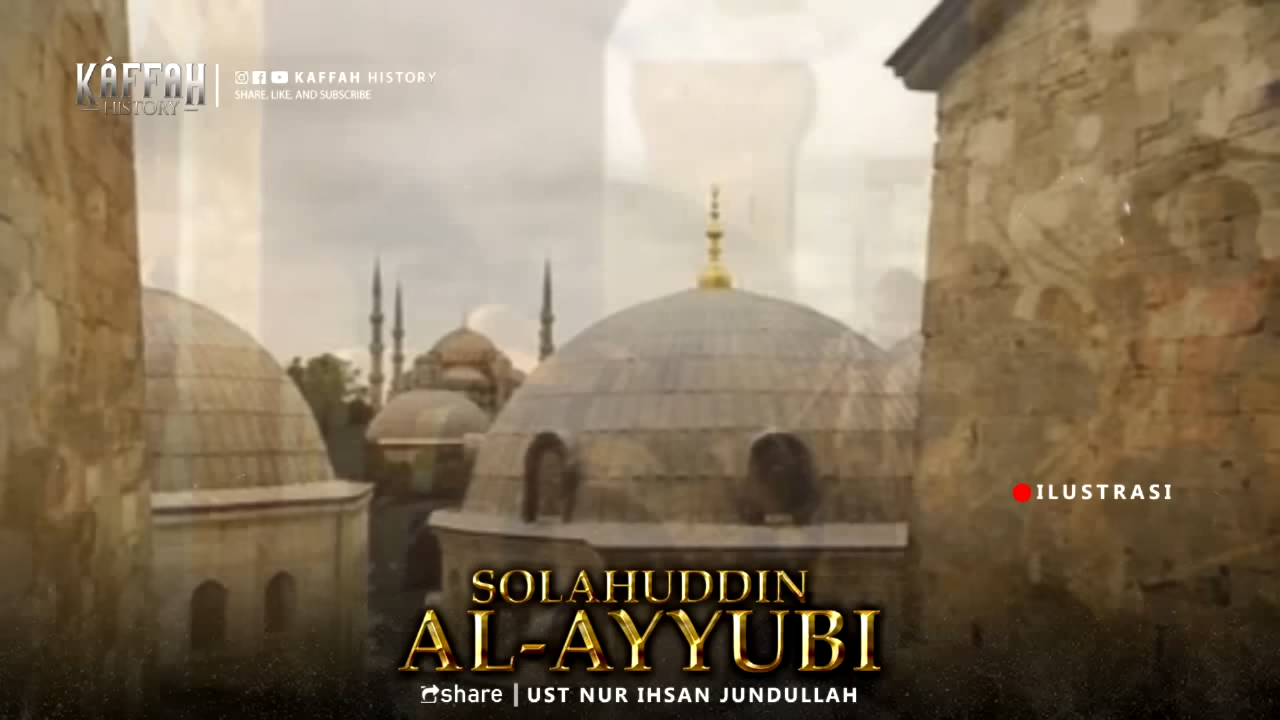 KÁFFAH
HISTORY
KAFFAH HISTORY
SHARE, LIKE, AND SUBSCRIBE
ILUSTRASI
SOLAHUDDIN
AL-AYYUBI
share | UST NUR IHSAN JUNDULLAH